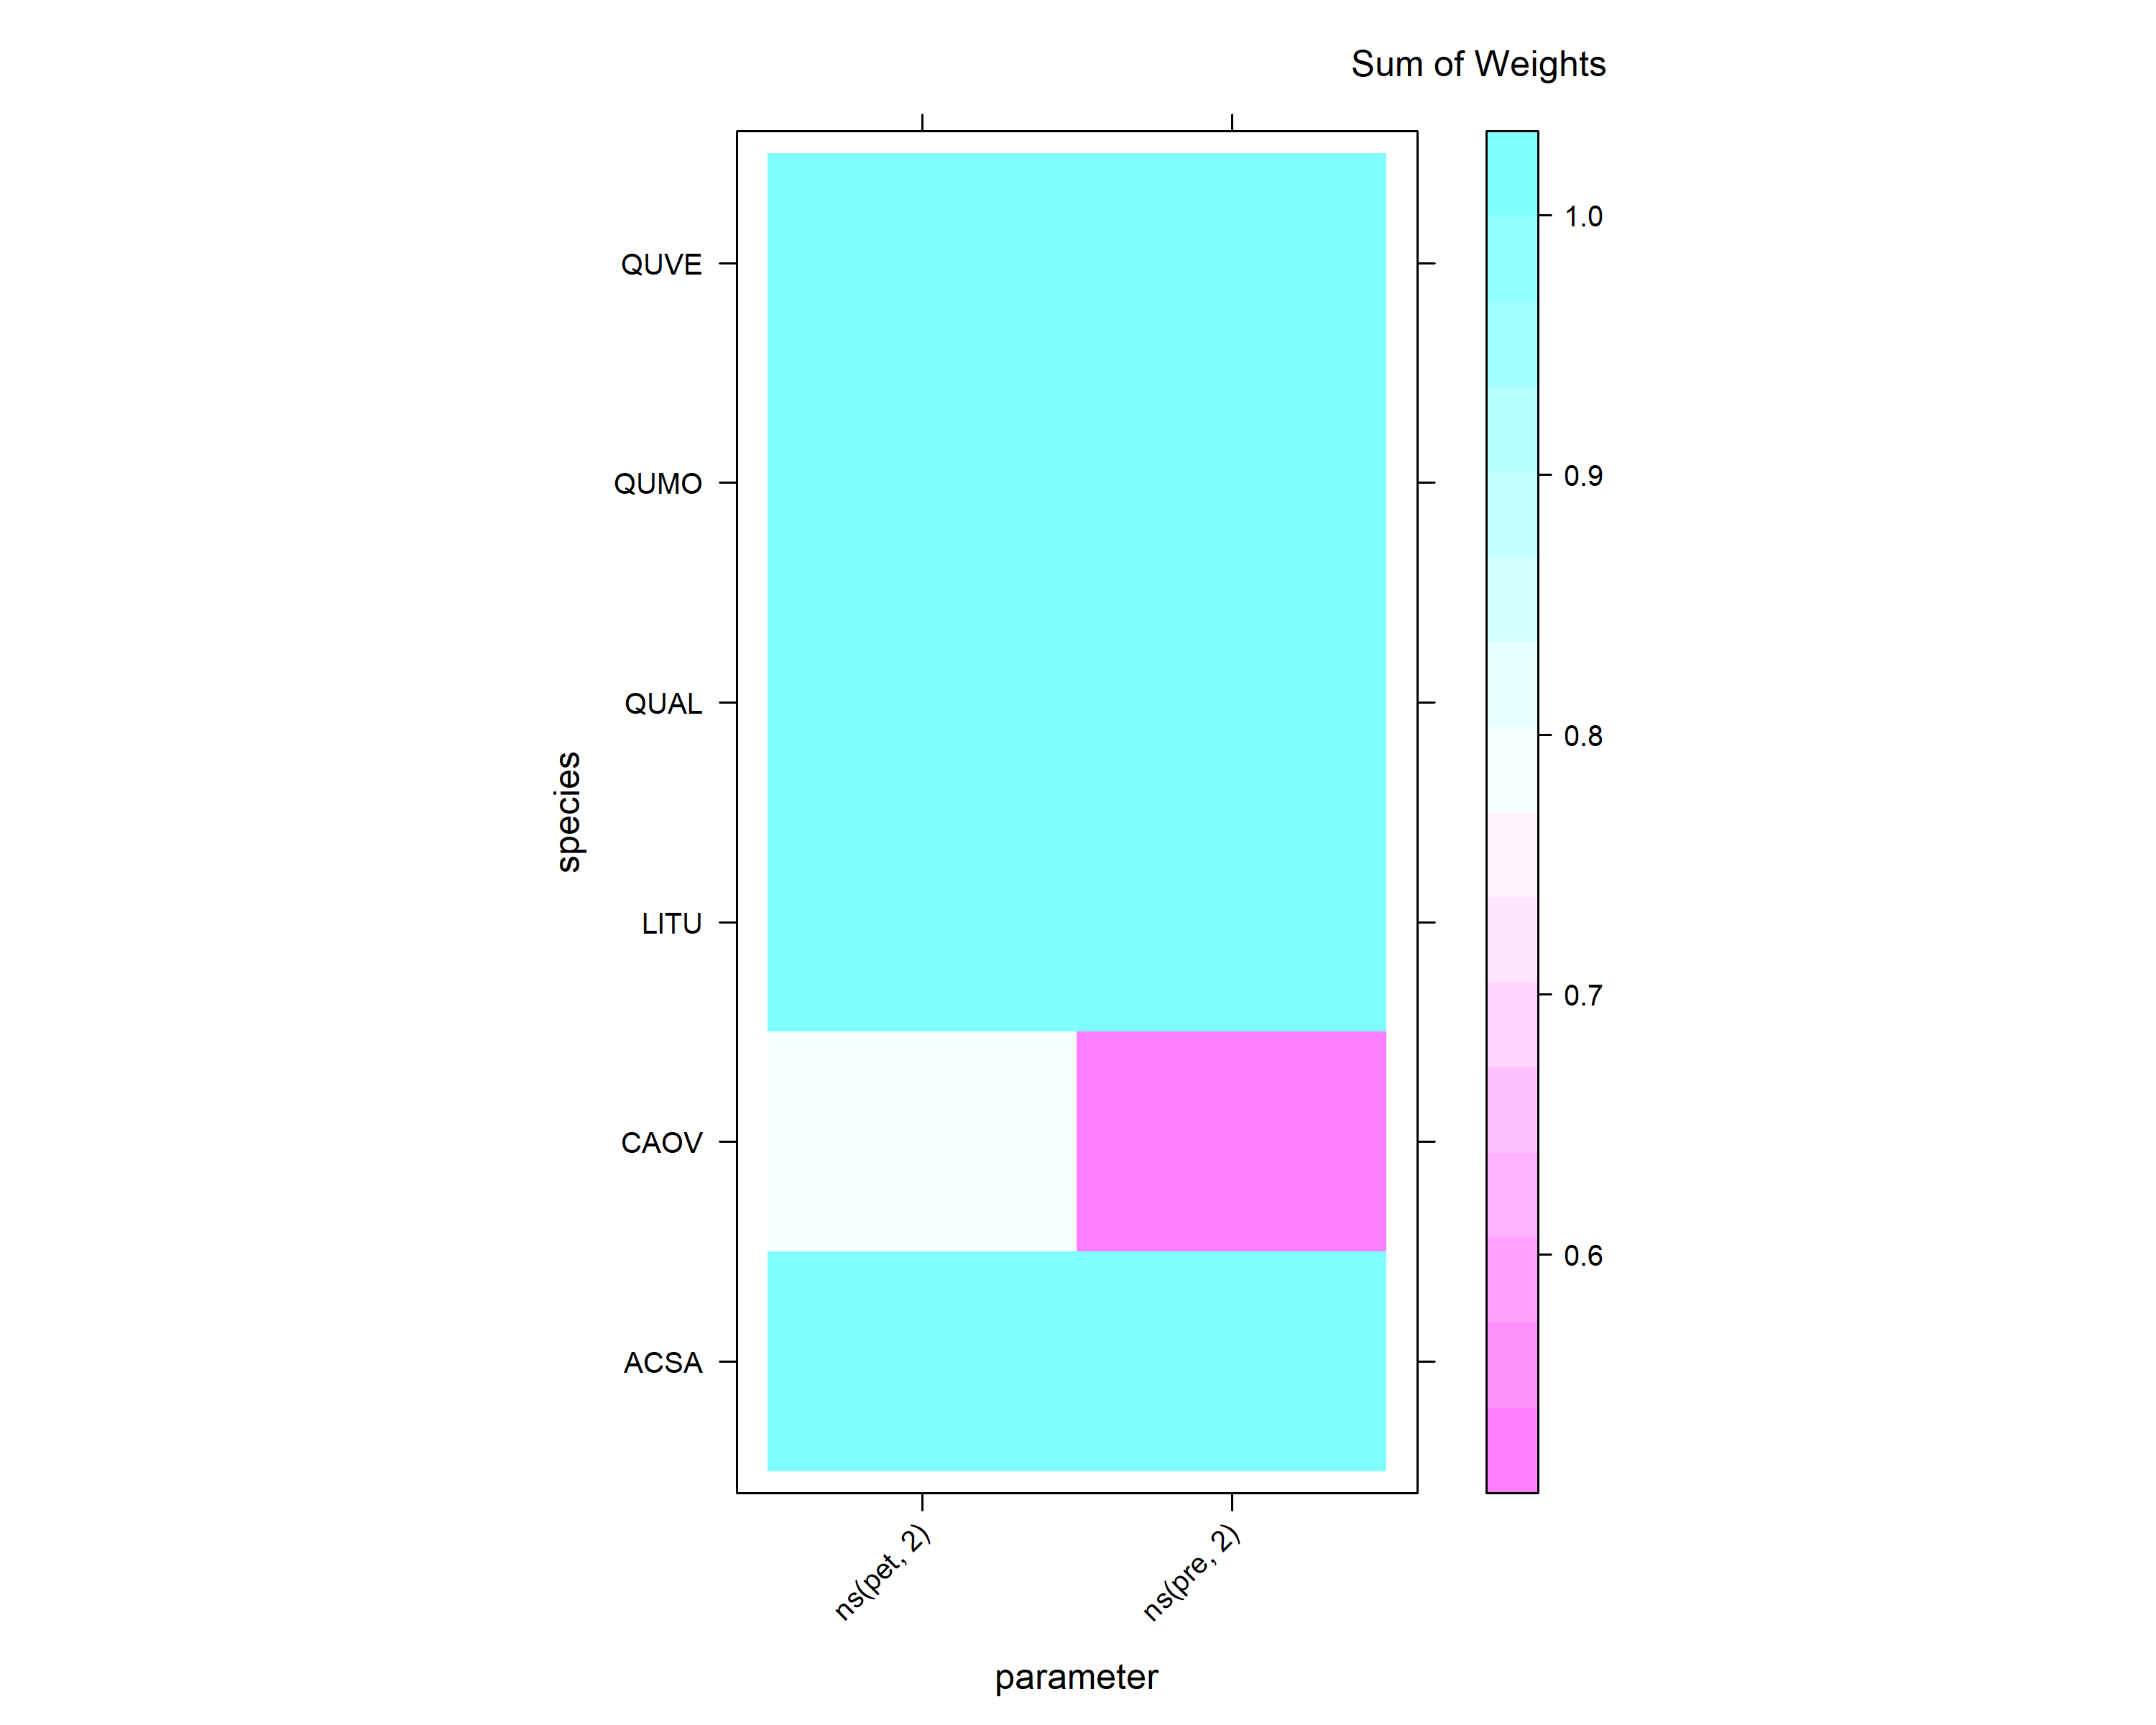 Sum of Weights
1.0
0.9
0.8
0.7
0.6
species
QUVE
QUMO
QUAL
LITU
CAOV
ACSA
ns(pet, 2)
ns(pre, 2)
parameter